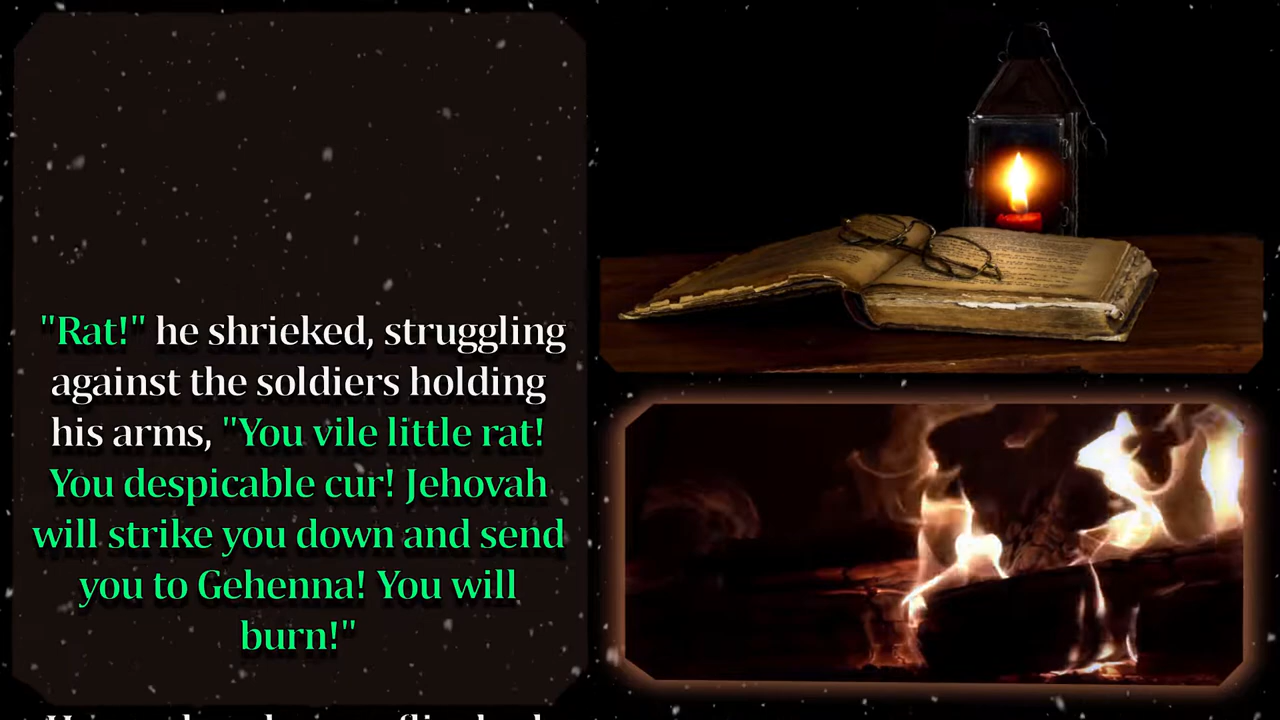 "Rat!" he shrieked, struggling
against the soldiers holding
his arms, "You vile little rat!
You despicable cur! Jehovah
will strike you down and send
you to Gehenna! You will
burn!"